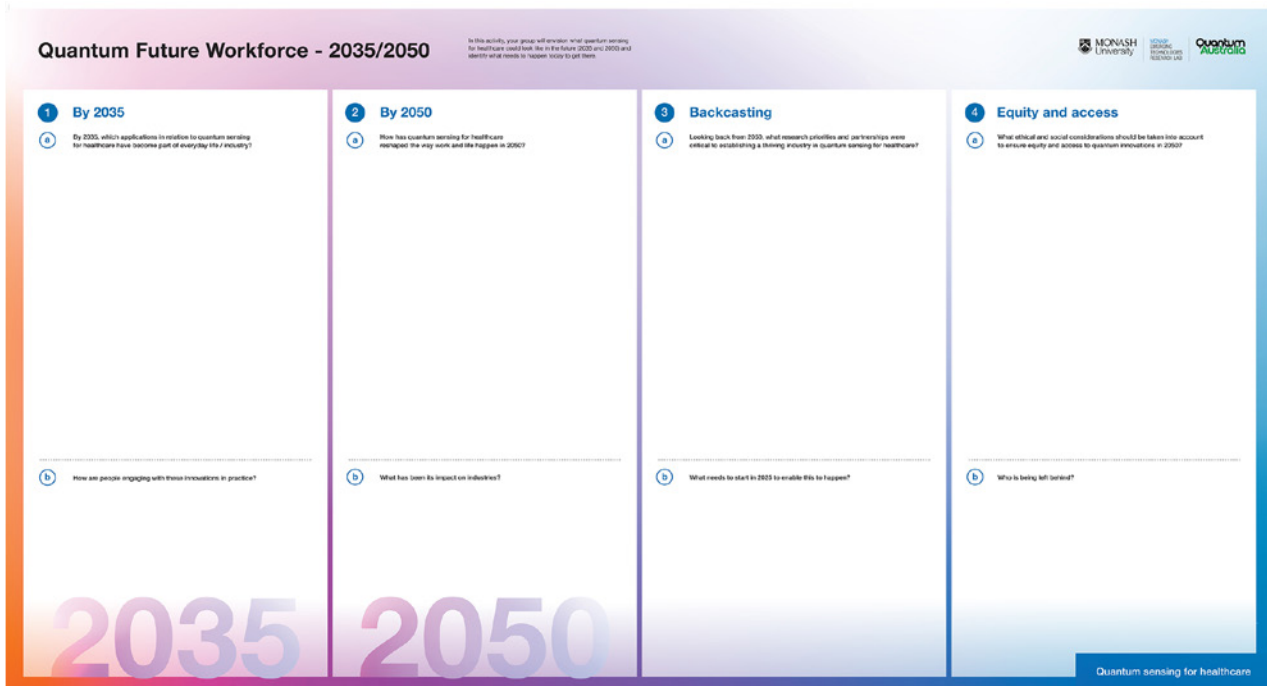 Quantum Future Workforce - 2035/2050
In this activity, your group will envision what quantum sensing
for healthcare could look like in the future (2035 and 2050) and
identify what needs to happen today to get there.
MONASH
University
MONASH
EMERGING
TECHNOLOGIES
RESEARCH LAB
Quantum
Australia
1 By 2035
a By 2035, which applications in relation to quantum sensing
for healthcare have become part of everyday life / industry?
b How are people engaging with these innovations in practice?
2035
2 By 2050
a How has quantum sensing for healthcare
reshaped the way work and life happen in 2050?
b What has been its impact on industries?
2050
3 Backcasting
a Looking back from 2050, what research priorities and partnerships were
critical to establishing a thriving industry in quantum sensing for healthcare?
b What needs to start in 2025 to enable this to happen?
4 Equity and access
a What ethical and social considerations should be taken into account
to ensure equity and access to quantum innovations in 2050?
b Who is being left behind?
Quantum sensing for healthcare